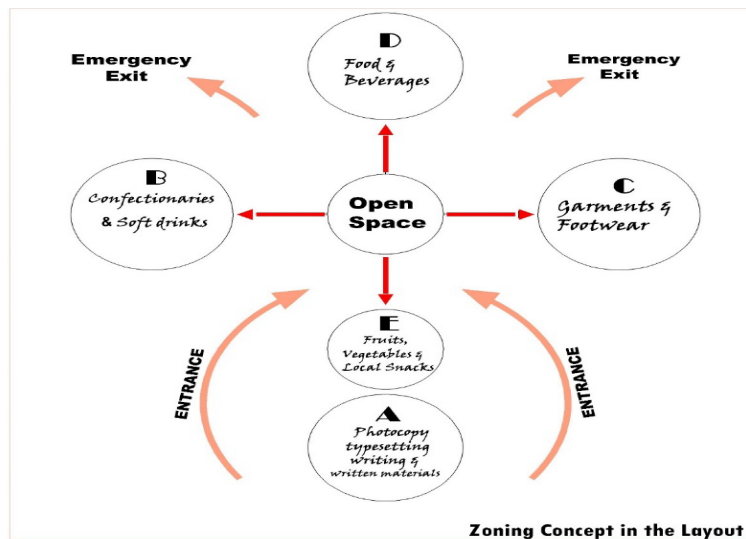 D
Food &
Beverages
Emergency
Exit
Emergency
Exit
B
Confectionaries
& Soft drinks
Open
Space
C
Garments &
Footwear
E
Fruits,
Vegetables &
Local Snacks
ENTRANCE
ENTRANCE
A
Photocopy
typesetting
writing &
written materials
Zoning Concept in the Layout